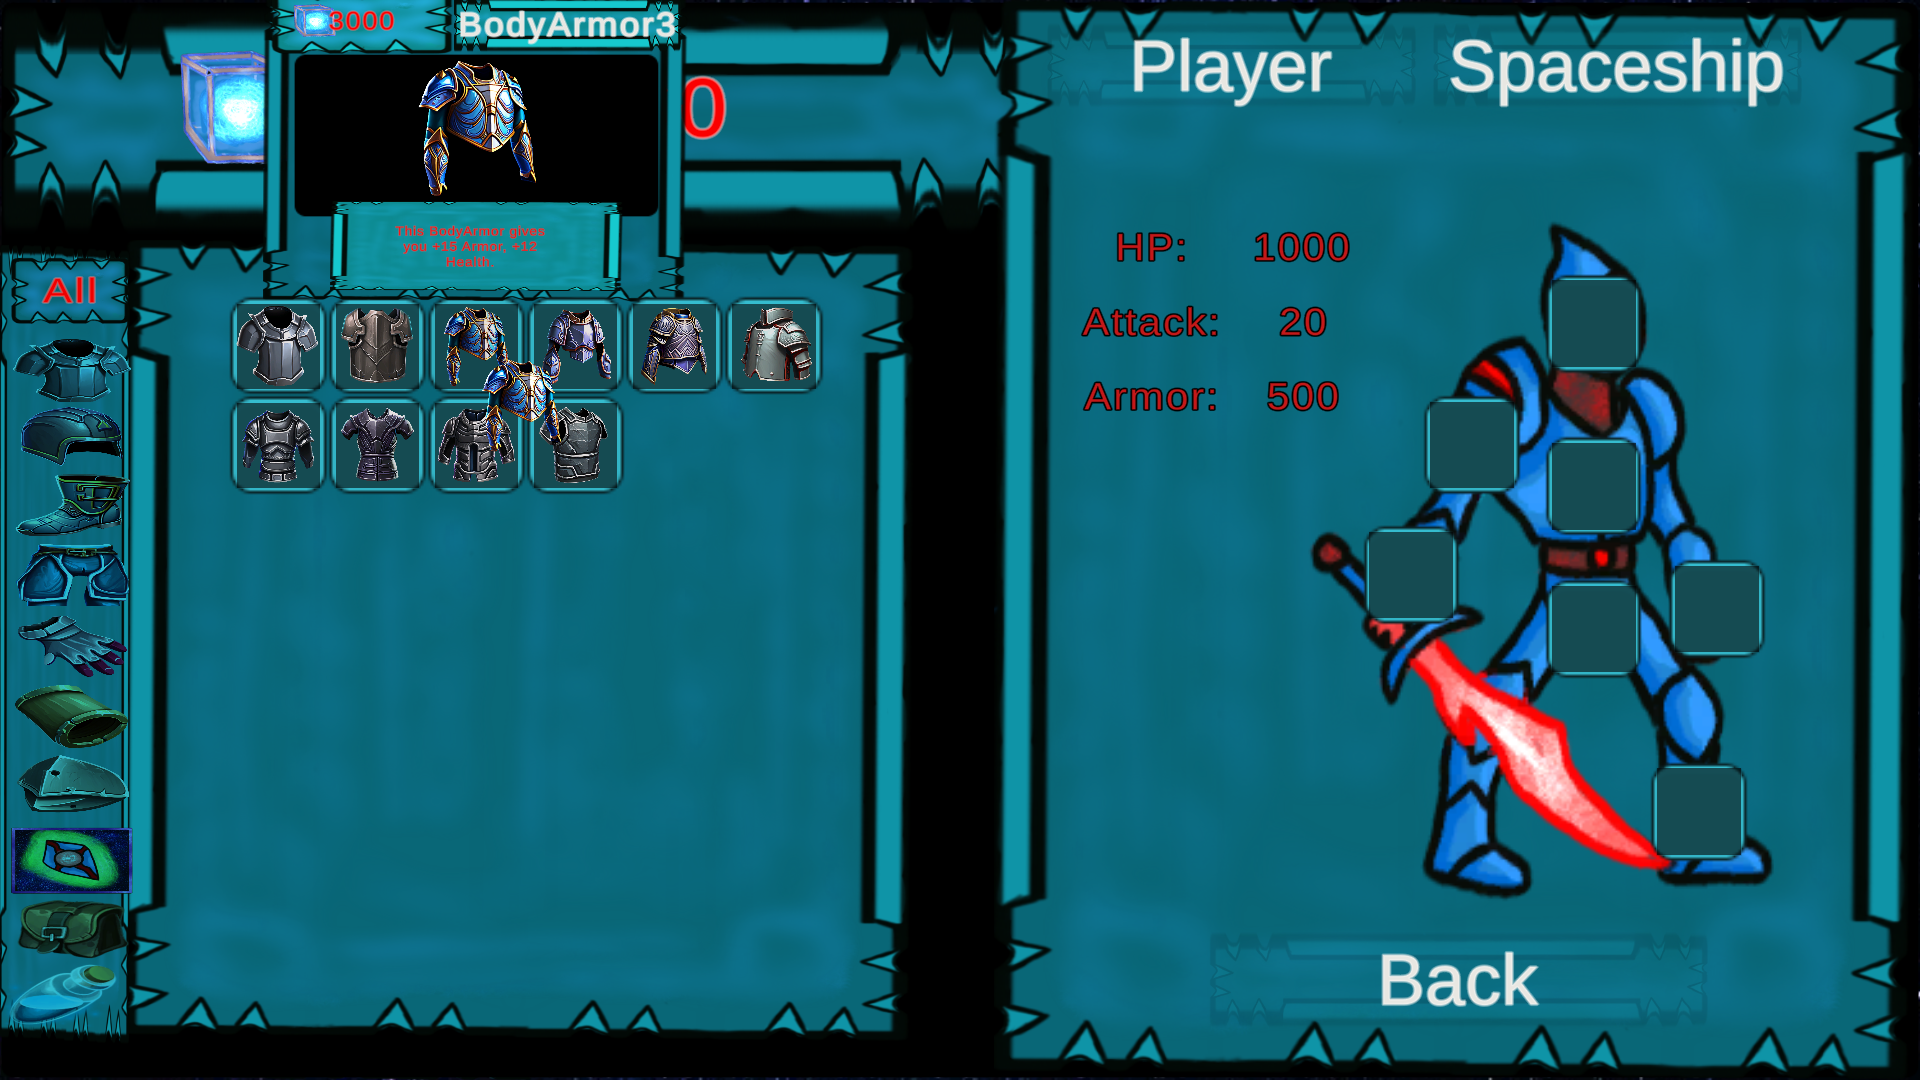 3000
BodyArmor3
0
This BodyArmor gives
you +15 Armor, +12
Health
All
Player
Spaceship
HP: 1000
Attack: 20
Armor: 500
Back